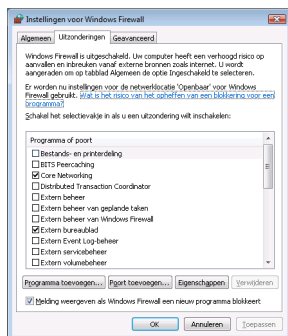 Instellingen voor Windows Firewall
Algemeen Uitzonderingen Geavanceerd
Windows Firewall is uitgeschakeld. Uw computer heeft een verhoogd risico op
aanvallen en inbreuken vanaf externe bronnen zoals internet. U wordt
aangeraden om op tabblad Algemeen de optie Ingeschakeld te selecteren.
Er worden nu instellingen voor de netwerklocatie 'Openbaar' voor Windows
Firewall gebruikt. Wat is het risico van het opheffen van een blokkering voor een
programma?
Schakel het selectievakje in als u een uitzondering wilt inschakelen:
Programma of poort
Bestands- en printerdeling
BITS Peercaching
Core Networking
Distributed Transaction Coordinator
Extern beheer
Extern beheer van geplande taken
Extern beheer van Windows Firewall
Extern bureaublad
Extern Event Log-beheer
Extern servicebeheer
Extern volumebeheer
Programma toevoegen... Poort toevoegen... Eigenschappen Verwijderen
Melding weergeven als Windows Firewall een nieuw programma blokkeert
OK Annuleren Toepassen